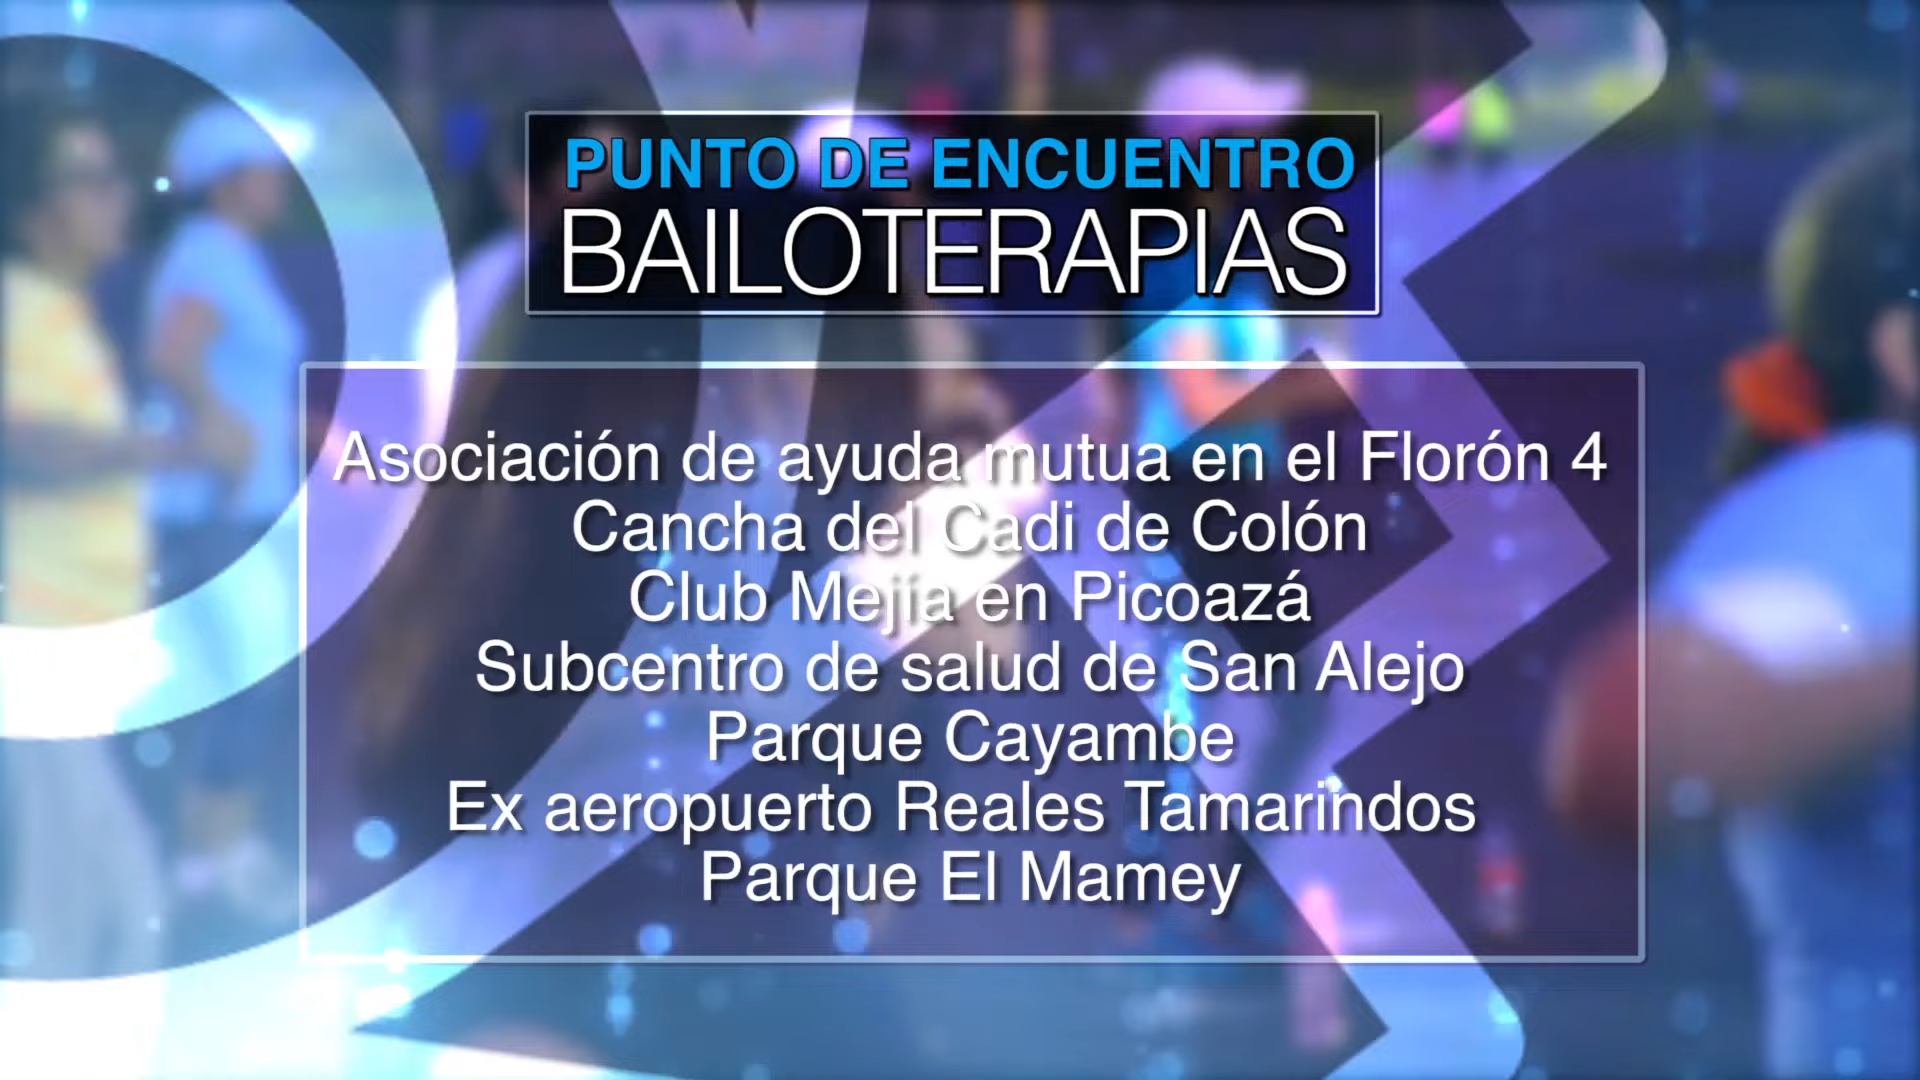 PUNTO DE ENCUENTRO
BAILOTERAPIAS
Asociación de ayuda mutua en el Florón 4
Cancha del Cadi de Colón
Club Mejía en Picoazá
Subcentro de salud de San Alejo
Parque Cayambe
Ex aeropuerto Reales Tamarindos
Parque El Mamey